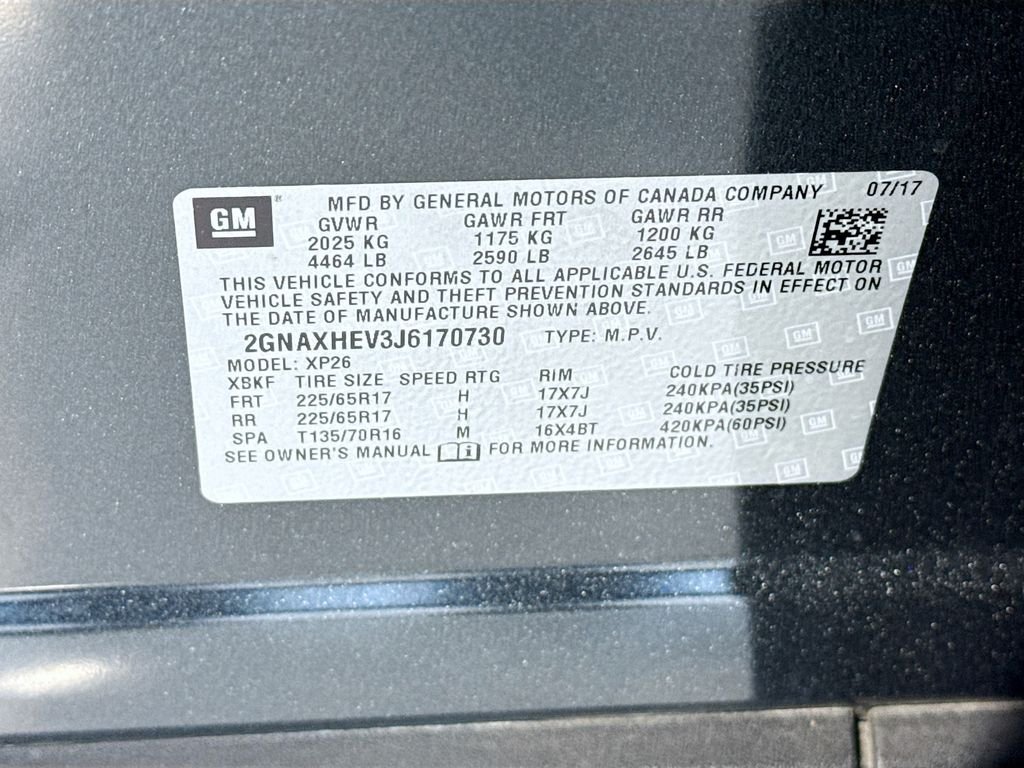 GM ®
MFD BY GENERAL MOTORS OF CANADA COMPANY 07/17
GVWR GAWR FRT GAWR RR
2025 KG 1175 KG 1200 KG
4464 LB 2590 LB 2645 LB
THIS VEHICLE CONFORMS TO ALL APPLICABLE U.S. FEDERAL MOTOR
VEHICLE SAFETY AND THEFT PREVENTION STANDARDS IN EFFECT ON
THE DATE OF MANUFACTURE SHOWN ABOVE.
2GNAXHEV3J6170730 TYPE: M.P.V.
MODEL: XP26
XBKF TIRE SIZE SPEED RTG RIM COLD TIRE PRESSURE
FRT 225/65R17 H 17X7J 240KPA(35PSI)
RR 225/65R17 H 17X7J 240KPA(35PSI)
SPA T135/70R16 M 16X4BT 420KPA(60PSI)
SEE OWNER'S MANUAL FOR MORE INFORMATION.